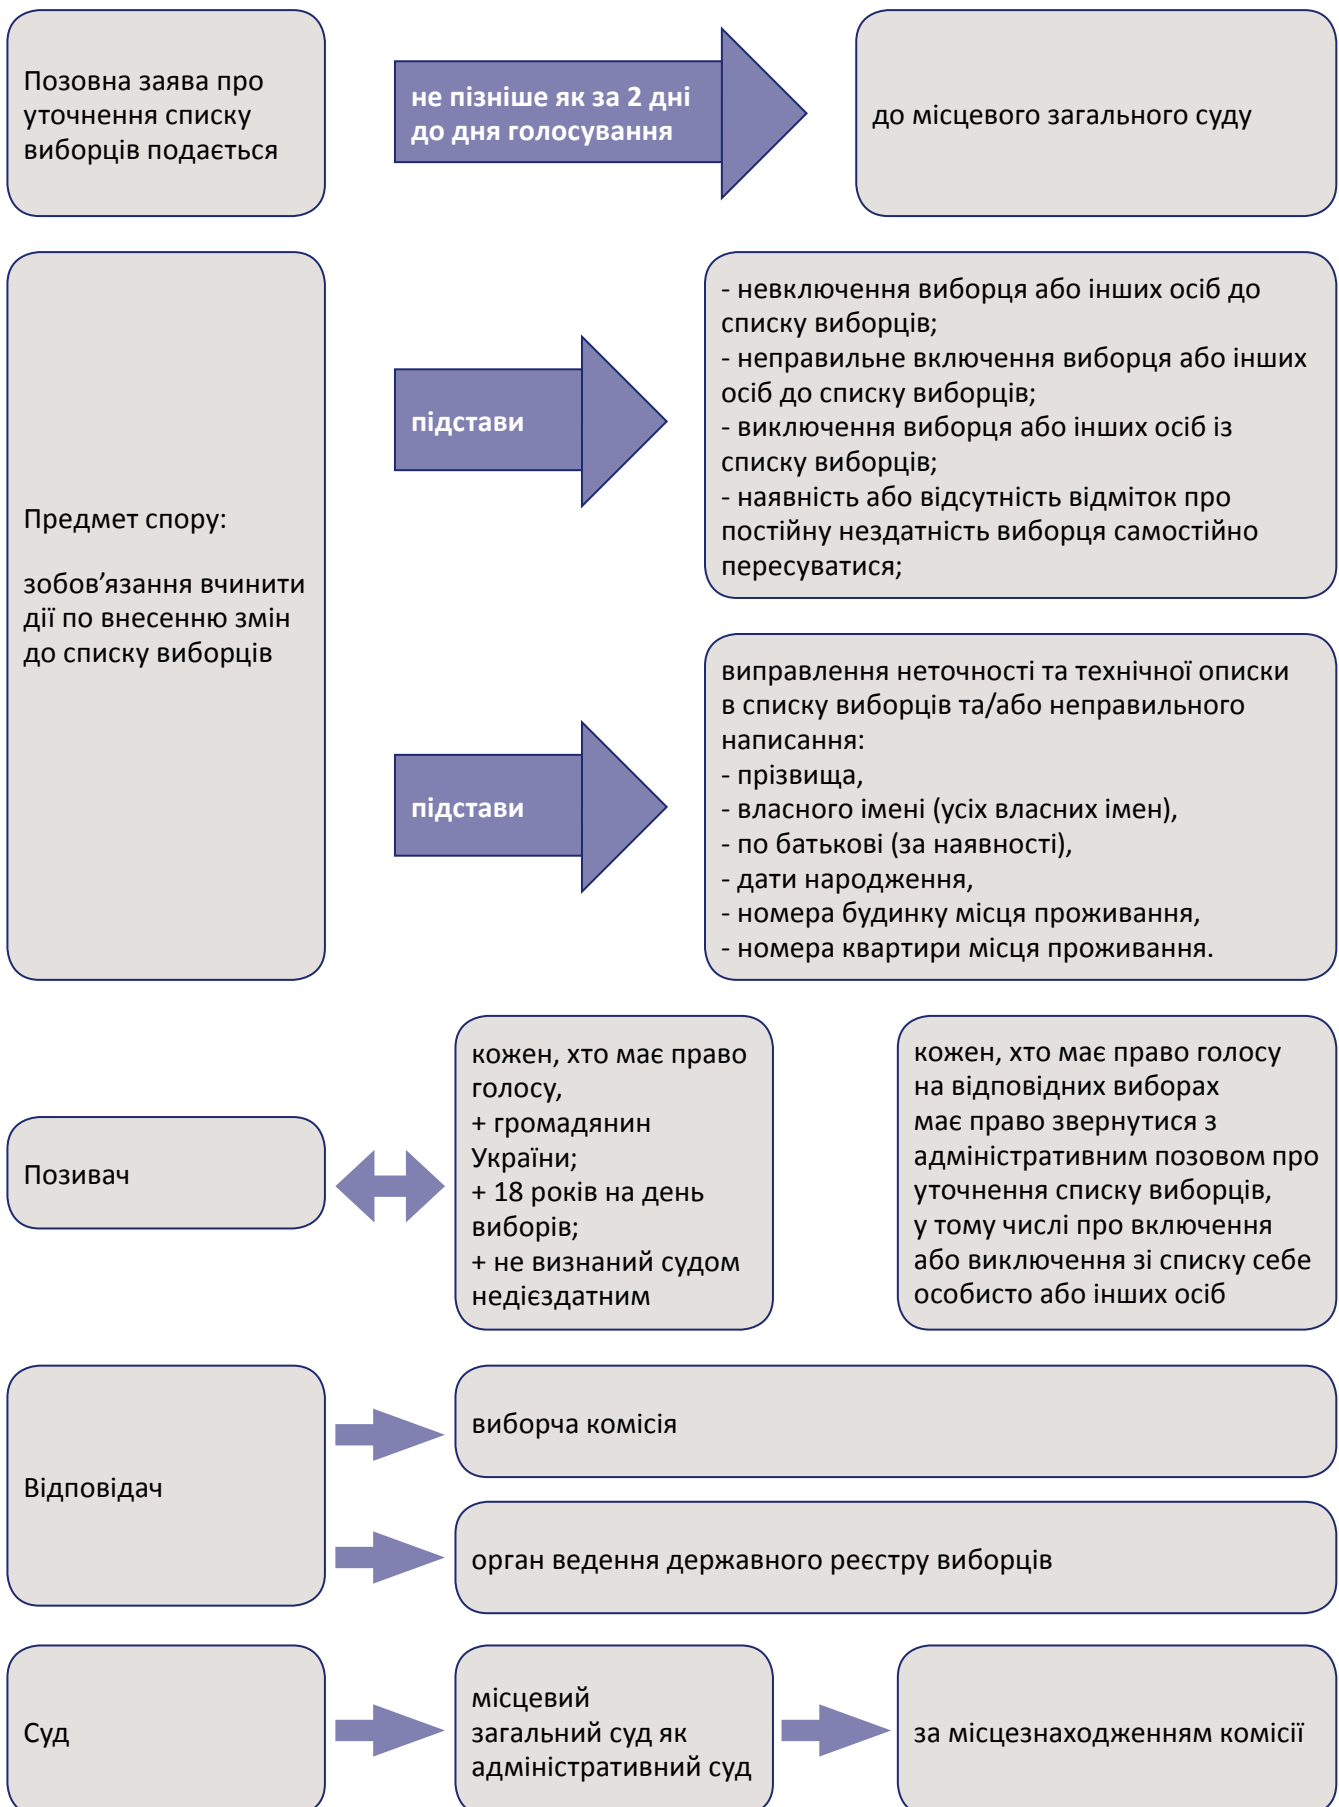 Позовна заява про
уточнення списку
виборців подається
не пізніше як за 2 дні
до дня голосування
до місцевого загального суду
Предмет спору:
зобов’язання вчинити
дії по внесенню змін
до списку виборців
підстави
- невключення виборця або інших осіб до
списку виборців;
- неправильне включення виборця або інших
осіб до списку виборців;
- виключення виборця або інших осіб із
списку виборців;
- наявність або відсутність відміток про
постійну нездатність виборця самостійно
пересуватися;
підстави
виправлення неточності та технічної описки
в списку виборців та/або неправильного
написання:
- прізвища,
- власного імені (усіх власних імен),
- по батькові (за наявності),
- дати народження,
- номера будинку місця проживання,
- номера квартири місця проживання.
Позивач
кожен, хто має право
голосу,
+ громадянин
України;
+ 18 років на день
виборів;
+ не визнаний судом
недієздатним
кожен, хто має право голосу
на відповідних виборах
має право звернутися з
адміністративним позовом про
уточнення списку виборців,
у тому числі про включення
або виключення зі списку себе
особисто або інших осіб
Відповідач
виборча комісія
орган ведення державного реєстру виборців
Суд
місцевий
загальний суд як
адміністративний суд
за місцезнаходженням комісії